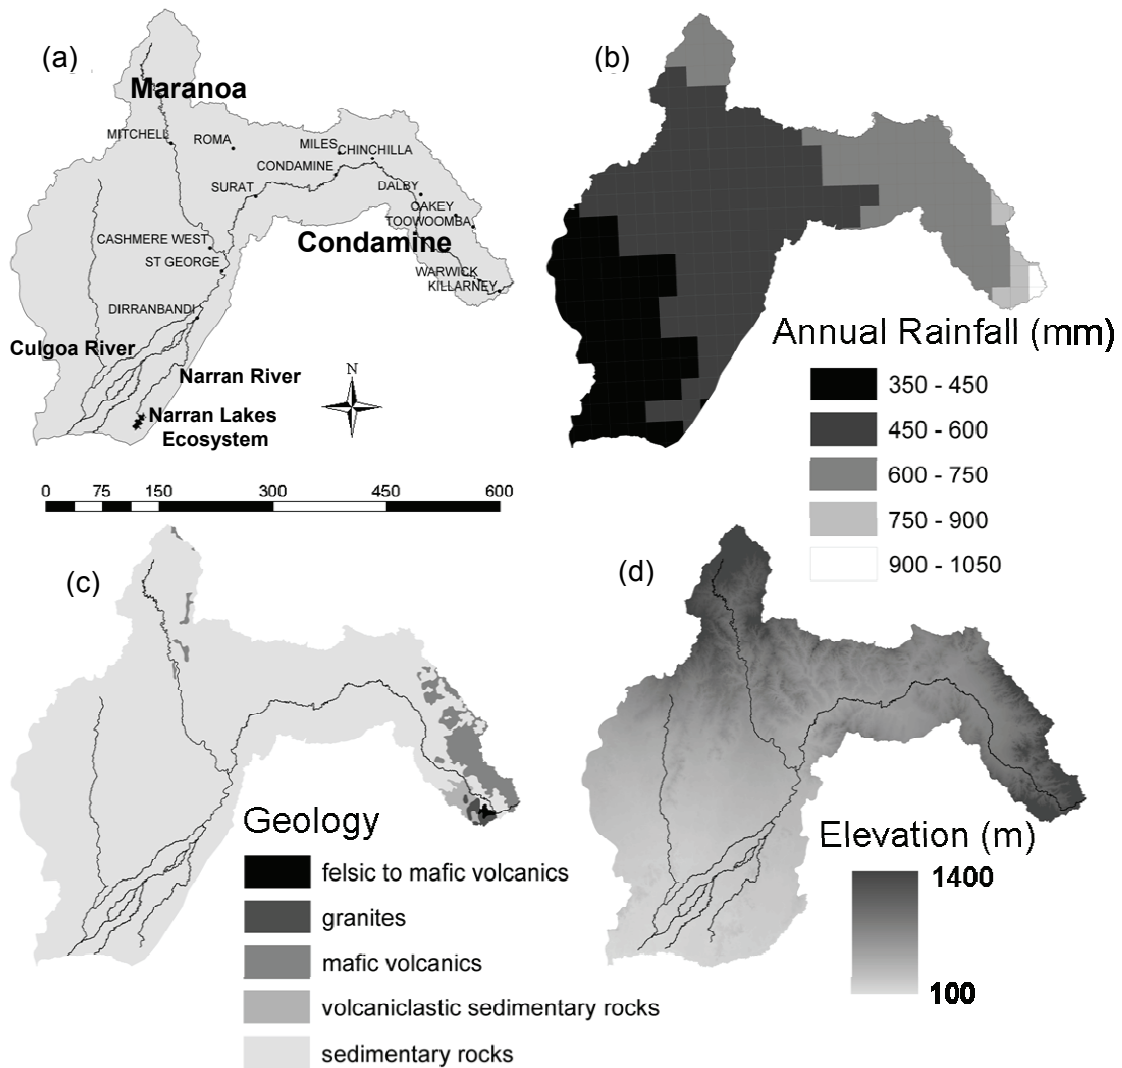 (a)
Maranoa
MITCHELL
ROMA
MILES
CHINCHILLA
CONDAMINE
SURAT
DALBY
OAKEY
TOOWOOMBA
CASHMERE WEST
Condamine
ST GEORGE
WARWICK
KILLARNEY
DIRRANBANDI
Culgoa River
Narran River
N
Narran Lakes
Ecosystem
0 75 150 300 450 600
(b)
Annual Rainfall (mm)
350 - 450
450 - 600
600 - 750
750 - 900
900 - 1050
(c)
Geology
felsic to mafic volcanics
granites
mafic volcanics
volcaniclastic sedimentary rocks
sedimentary rocks
(d)
Elevation (m)
1400
100